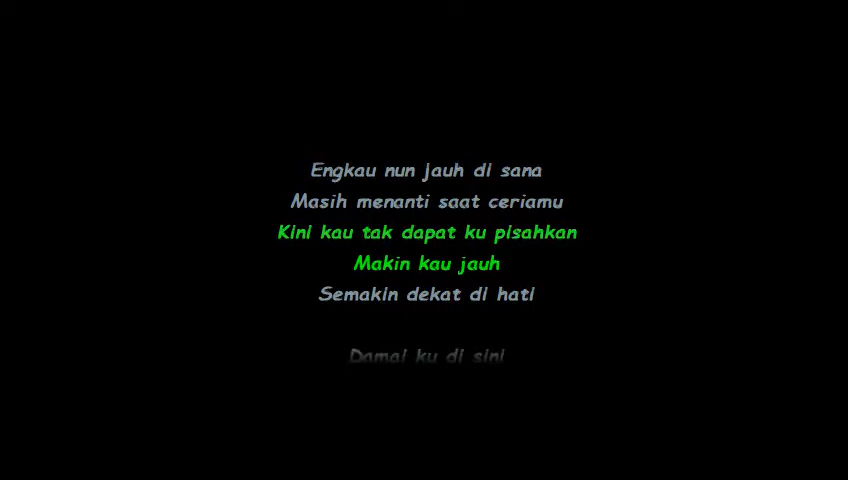 Engkau nun jauh di sana
Masih menanti saat ceriamu
Kini kau tak dapat ku pisahkan
Makin kau jauh
Semakin dekat di hati
Damai ku di sini